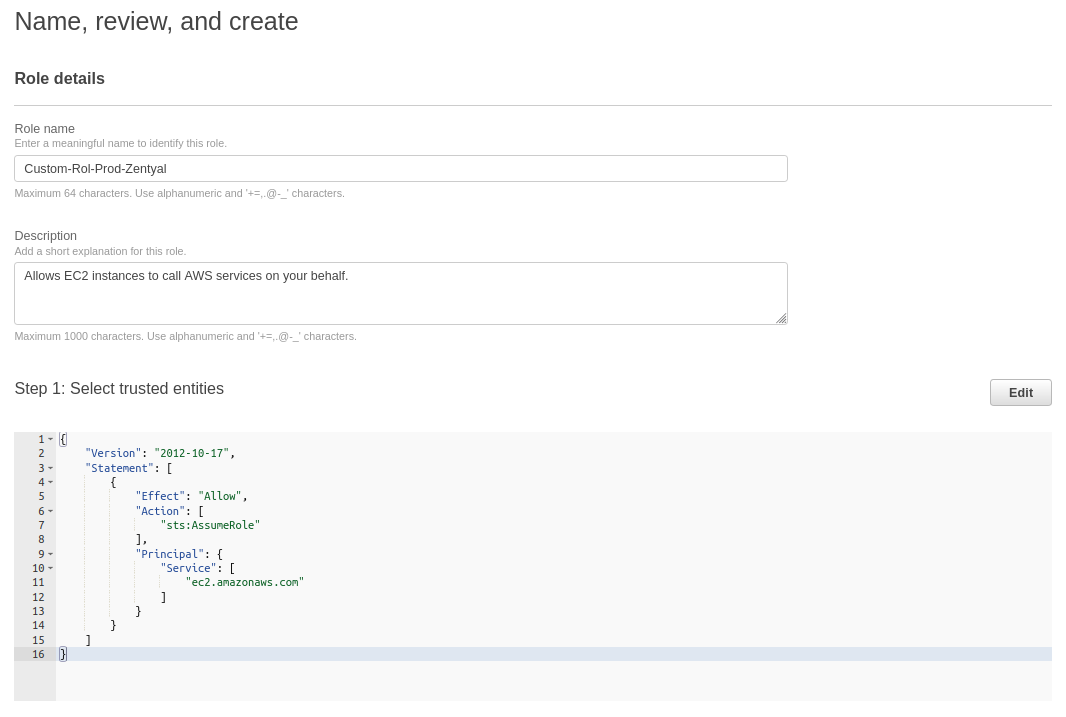 Name, review, and create
Role details
Role name
Enter a meaningful name to identify this role.
Custom-Rol-Prod-Zentyal
Maximum 64 characters. Use alphanumeric and '+=,.@-_' characters.
Description
Add a short explanation for this role.
Allows EC2 instances to call AWS services on your behalf.
Maximum 1000 characters. Use alphanumeric and '+=,.@-_' characters.
Step 1: Select trusted entities
Edit
1 {
2     "Version": "2012-10-17",
3     "Statement": [
4         {
5             "Effect": "Allow",
6             "Action": [
7                 "sts:AssumeRole"
8             ],
9             "Principal": {
10                 "Service": [
11                     "ec2.amazonaws.com"
12                 ]
13             }
14         }
15     ]
16 }